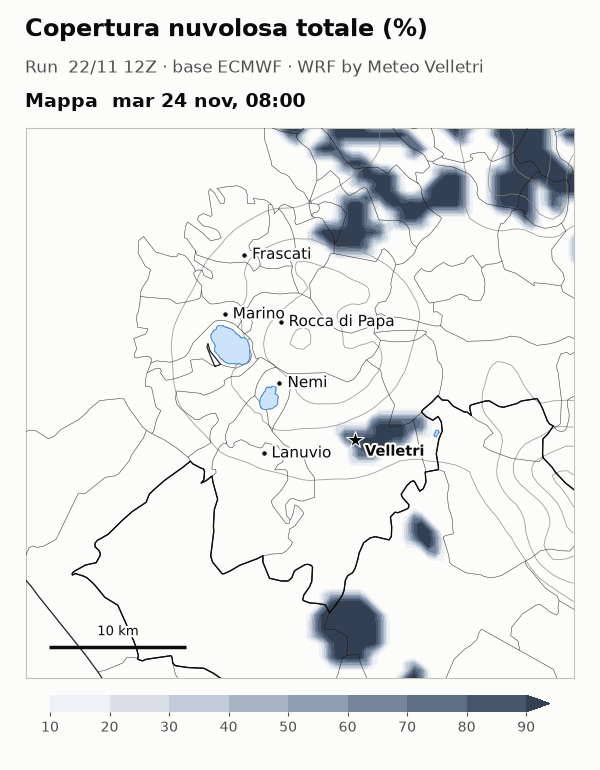 Copertura nuvolosa totale (%)
Run  22/11 12Z · base ECMWF · WRF by Meteo Velletri
Mappa  mar 24 nov, 08:00
Frascati
Marino
Rocca di Papa
Nemi
Velletri
Lanuvio
10 km
10 20 30 40 50 60 70 80 90